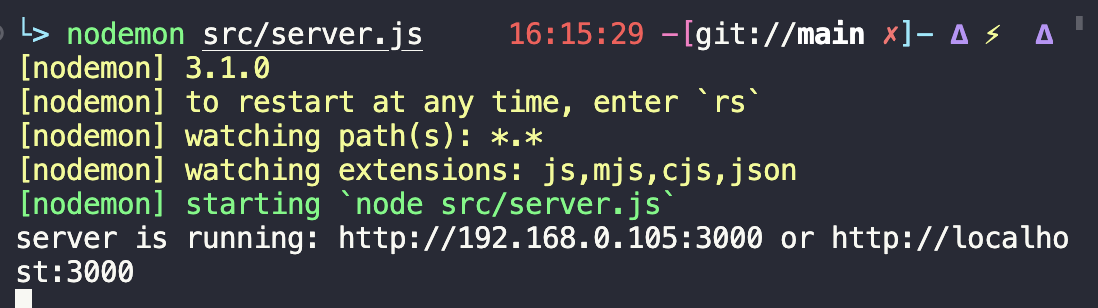 └> nodemon src/server.js 16:15:29 -[git://main ✗]- Δ ⚡ Δ
[nodemon] 3.1.0
[nodemon] to restart at any time, enter `rs`
[nodemon] watching path(s): *.*
[nodemon] watching extensions: js,mjs,cjs,json
[nodemon] starting `node src/server.js`
server is running: http://192.168.0.105:3000 or http://localho
st:3000